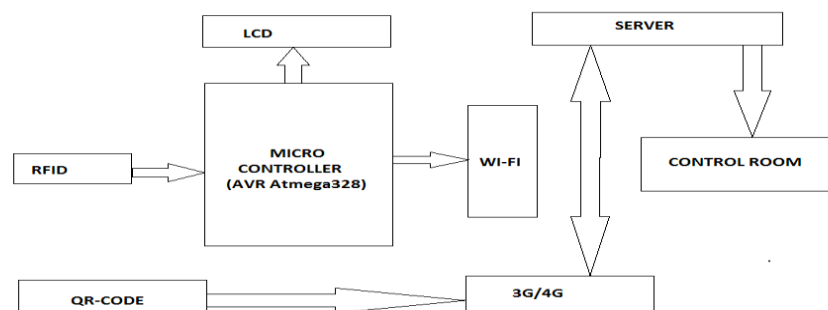 LCD
SERVER
MICRO
CONTROLLER
(AVR Atmega328)
RFID
WI-FI
CONTROL ROOM
QR-CODE
3G/4G